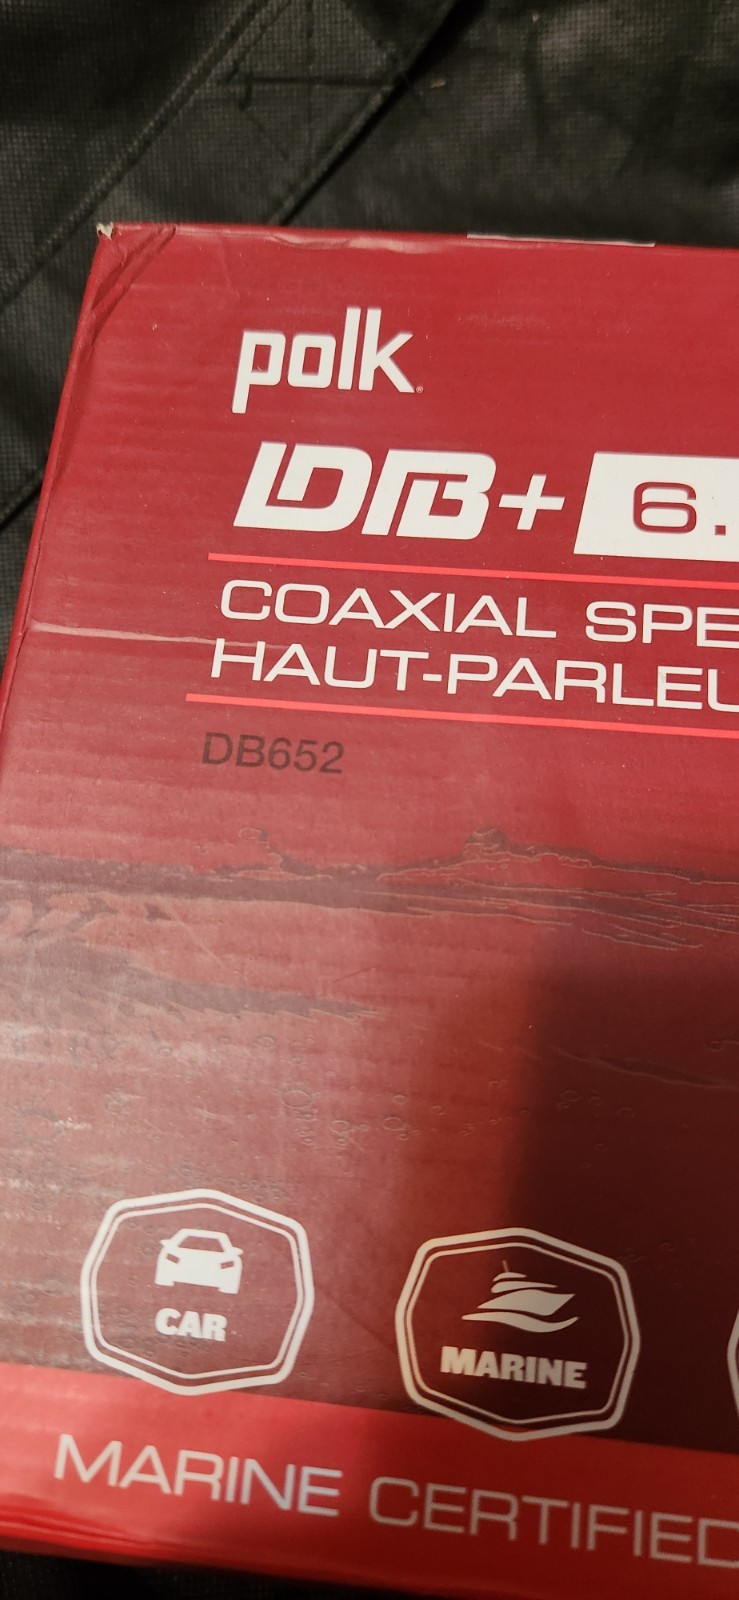 polk
DB+ 6.
COAXIAL SPE
HAUT-PARLEU
DB652
CAR
MARINE
MARINE CERTIFIED